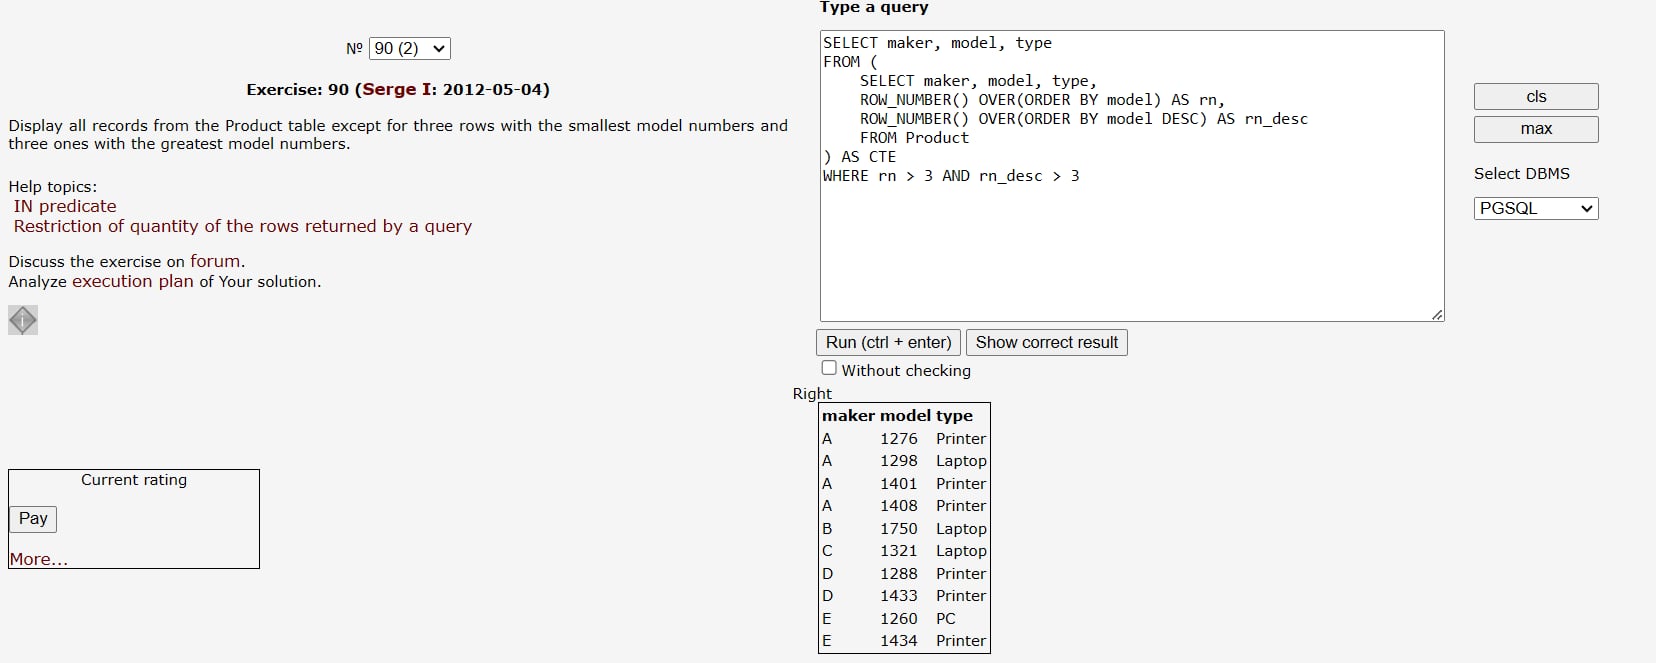 Nº 90 (2)
Exercise: 90 (Serge I: 2012-05-04)
Display all records from the Product table except for three rows with the smallest model numbers and
three ones with the greatest model numbers.
Help topics:
IN predicate
Restriction of quantity of the rows returned by a query
Discuss the exercise on forum.
Analyze execution plan of Your solution.
i
Current rating
Pay
More...
Type a query
SELECT maker, model, type
FROM (
    SELECT maker, model, type,
    ROW_NUMBER() OVER(ORDER BY model) AS rn,
    ROW_NUMBER() OVER(ORDER BY model DESC) AS rn_desc
    FROM Product
) AS CTE
WHERE rn > 3 AND rn_desc > 3
cls
max
Select DBMS
PGSQL
Run (ctrl + enter) Show correct result
Without checking
Right
maker model type
A 1276 Printer
A 1298 Laptop
A 1401 Printer
A 1408 Printer
B 1750 Laptop
C 1321 Laptop
D 1288 Printer
D 1433 Printer
E 1260 PC
E 1434 Printer